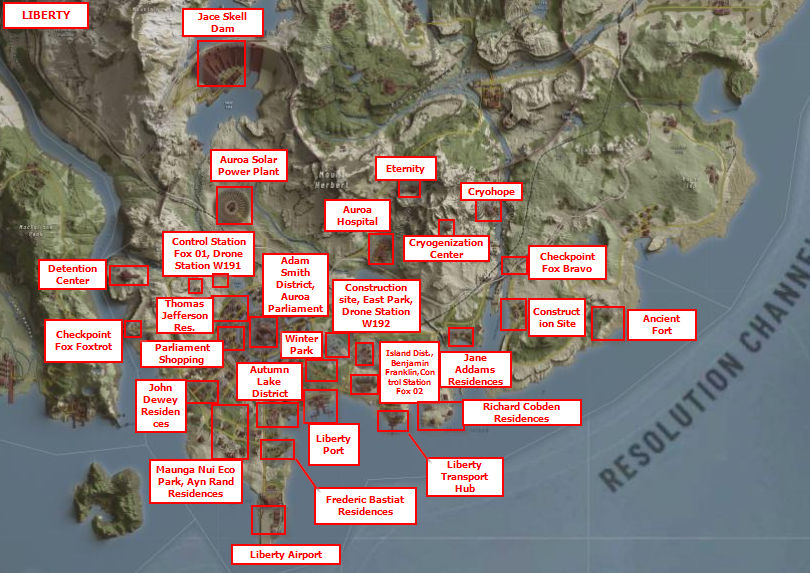 LIBERTY
Jace Skell
Dam
Auroa Solar
Power Plant
Eternity
Mount
Herbert
Cryohope
Auroa
Hospital
Control Station
Fox 01, Drone
Station W191
Cryogenization
Center
Checkpoint
Fox Bravo
Detention
Center
Adam
Smith
District,
Auroa
Parliament
Construction
site, East Park,
Drone Station
W192
Thomas
Jefferson
Res.
Construct
ion Site
Ancient
Fort
Checkpoint
Fox Foxtrot
Parliament
Shopping
Winter
Park
Island Dist.,
Benjamin
Franklin,Con
trol Station
Fox 02
Jane
Addams
Residences
Autumn
Lake
District
John
Dewey
Residen
ces
Richard Cobden
Residences
Liberty
Port
Maunga Nui Eco
Park, Ayn Rand
Residences
Liberty
Transport
Hub
Frederic Bastiat
Residences
Liberty Airport
RESOLUTION CHANNE